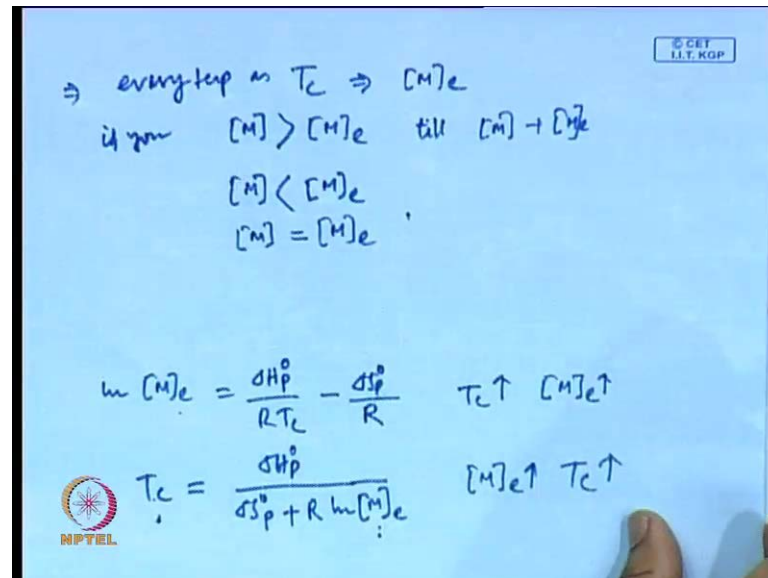 © CET
I.I.T. KGP
⇒ every temp as Tc ⇒ [M]e
if you [M] > [M]e till [M] → [M]e
[M] < [M]e
[M] = [M]e
ln [M]e = ΔHp°/RTc − ΔSp°/R Tc↑ [M]e↑
Tc = ΔHp°/ΔSp° + R ln[M]e [M]e↑ Tc↑
NPTEL